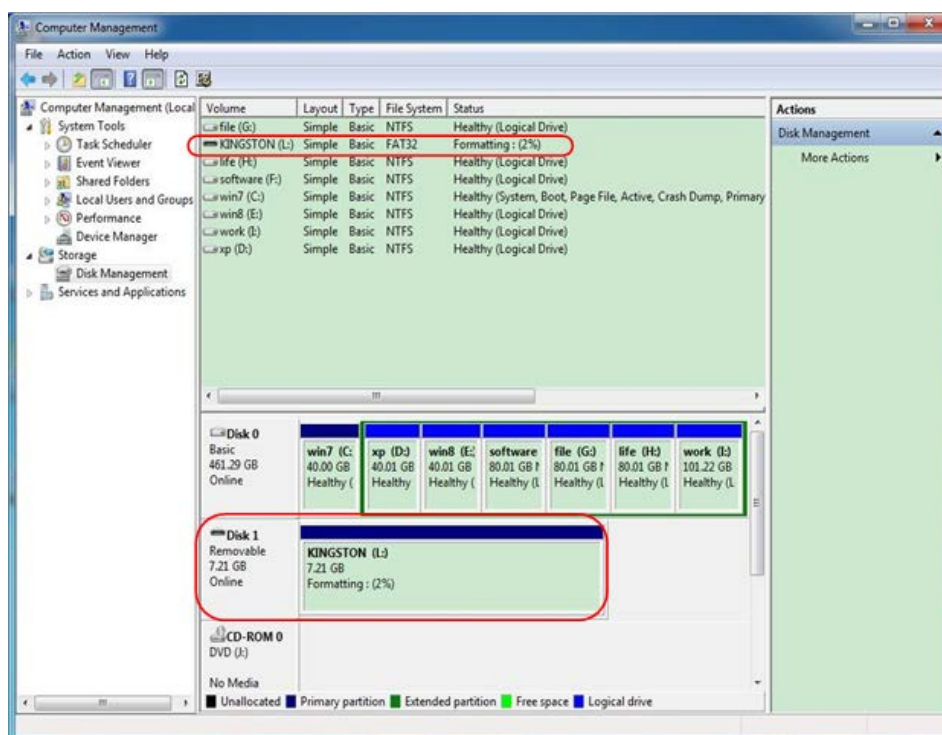 Computer Management
File Action View Help
Computer Management (Local
System Tools
Task Scheduler
Event Viewer
Shared Folders
Local Users and Groups
Performance
Device Manager
Storage
Disk Management
Services and Applications
Volume Layout Type File System Status
file (G:) Simple Basic NTFS Healthy (Logical Drive)
KINGSTON (L:) Simple Basic FAT32 Formatting : (2%)
life (H:) Simple Basic NTFS Healthy (Logical Drive)
software (F:) Simple Basic NTFS Healthy (Logical Drive)
win7 (C:) Simple Basic NTFS Healthy (System, Boot, Page File, Active, Crash Dump, Primary
win8 (E:) Simple Basic NTFS Healthy (Logical Drive)
work (I:) Simple Basic NTFS Healthy (Logical Drive)
xp (D:) Simple Basic NTFS Healthy (Logical Drive)
Actions
Disk Management
More Actions
Disk 0
Basic
461.29 GB
Online
win7 (C: xp (D:) win8 (E: software file (G:) life (H:) work (I:)
40.00 GB 40.01 GB 40.01 GB 80.01 GB N 80.01 GB N 80.01 GB N 101.22 GB
Healthy ( Healthy Healthy ( Healthy (L Healthy (L Healthy (L Healthy (L
Disk 1
Removable
7.21 GB
Online
KINGSTON (L:)
7.21 GB
Formatting : (2%)
CD-ROM 0
DVD (J:)
No Media
Unallocated Primary partition Extended partition Free space Logical drive